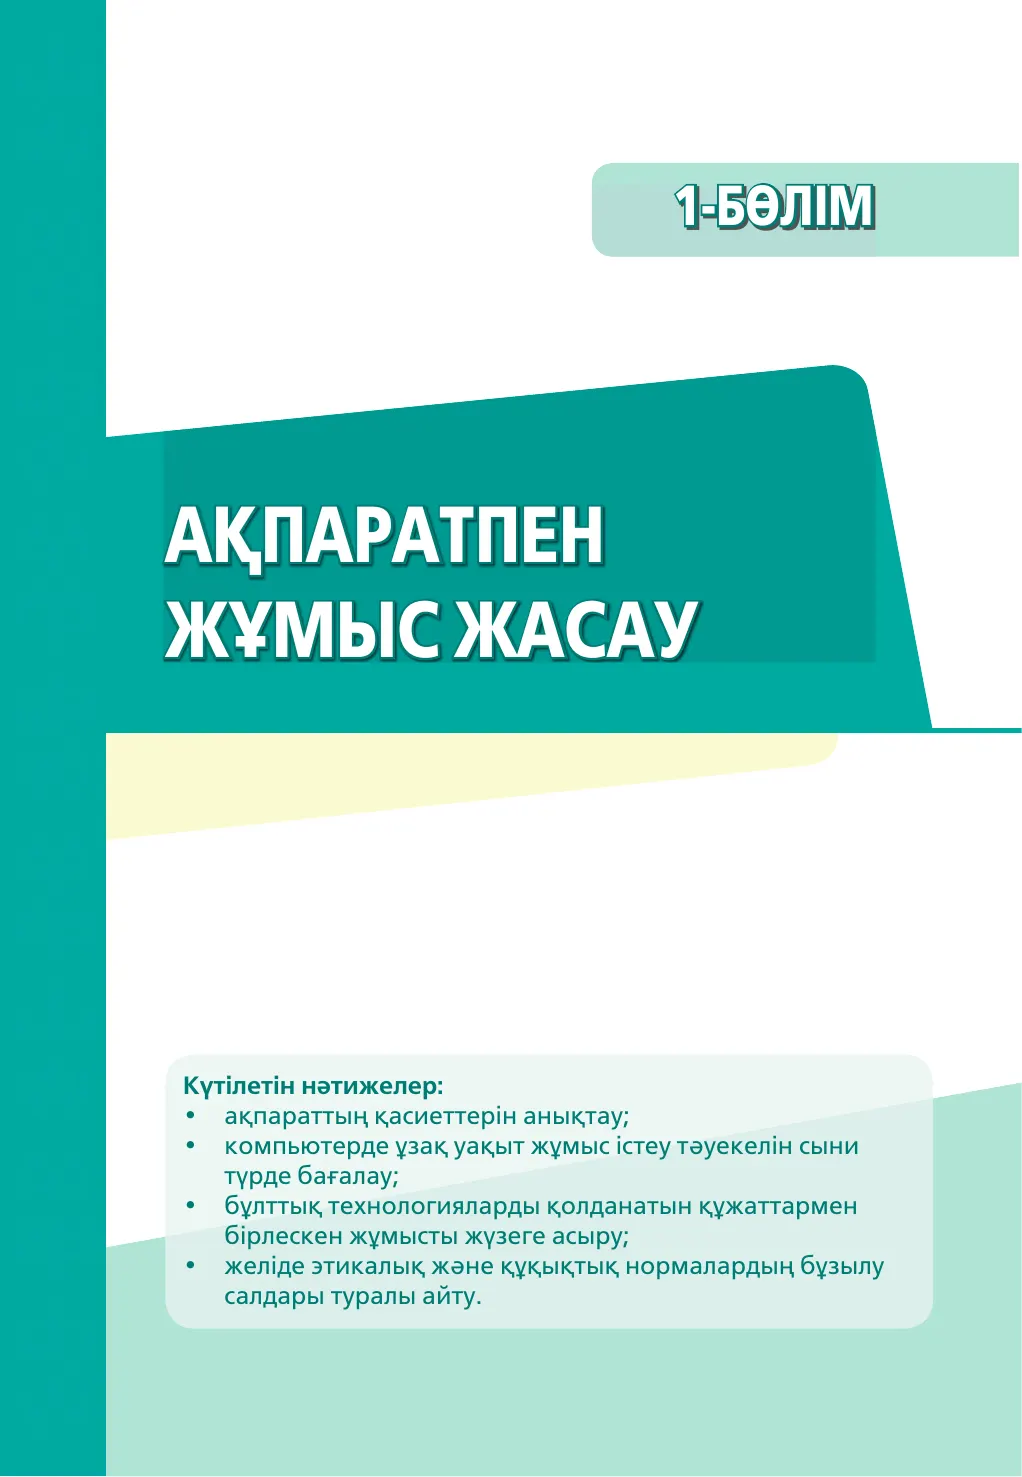 1-БӨЛІМ
АҚПАРАТПЕН
ЖҰМЫС ЖАСАУ
Күтілетін нәтижелер:
• ақпараттың қасиеттерін анықтау;
• компьютерде ұзақ уақыт жұмыс істеу тәуекелін сыни
түрде бағалау;
• бұлттық технологияларды қолданатын құжаттармен
бірлескен жұмысты жүзеге асыру;
• желіде этикалық және құқықтық нормалардың бұзылу
салдары туралы айту.